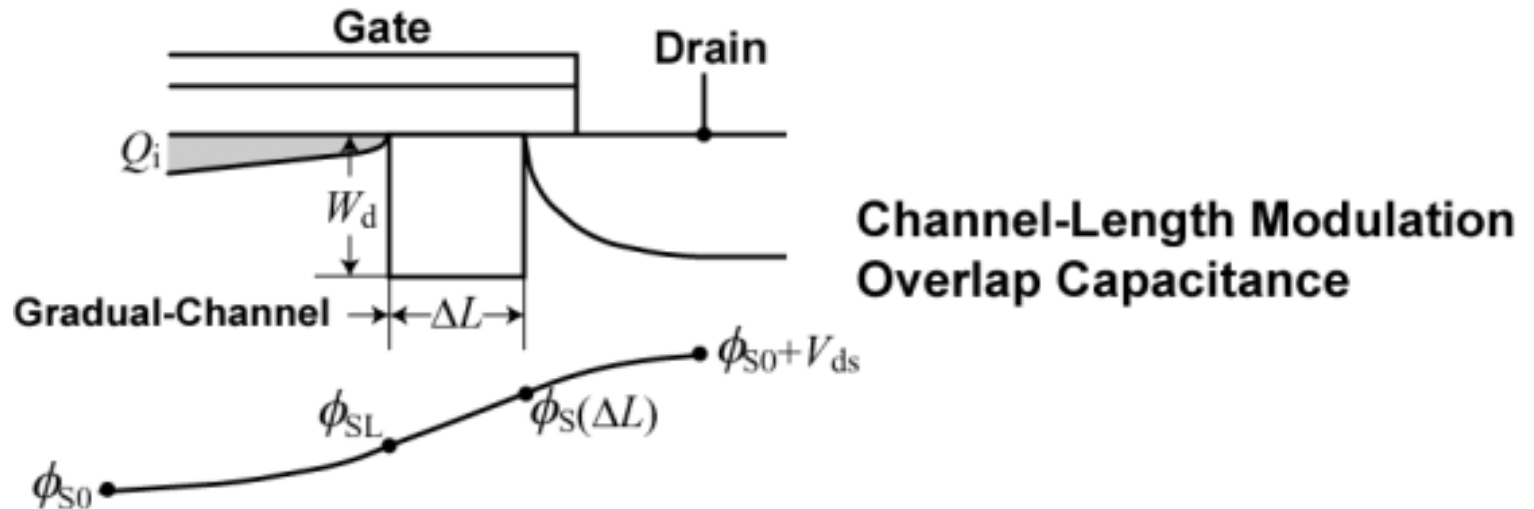 Gate
Drain
Qi
Wd
Channel-Length Modulation
Overlap Capacitance
Gradual-Channel
ΔL
ϕS0+Vds
ϕSL
ϕS(ΔL)
ϕS0